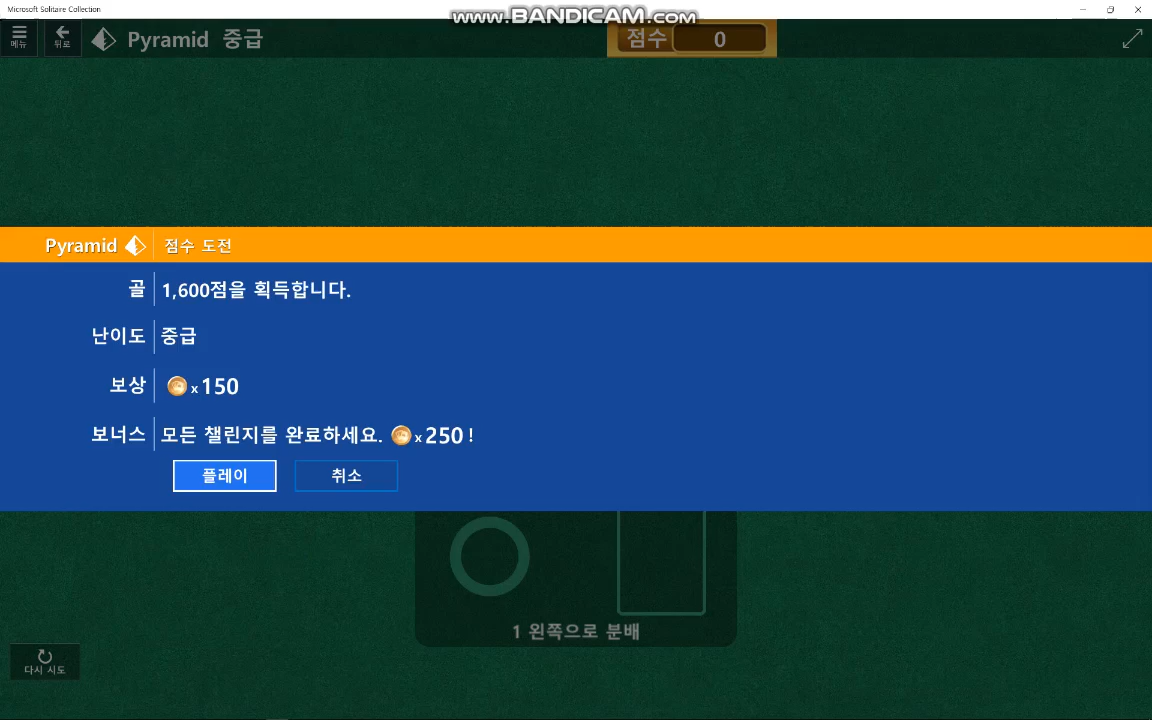 Microsoft Solitaire Collection
www.BANDICAM.com
메뉴
뒤로
Pyramid 중급
점수 0
Pyramid 점수 도전
골 1,600점을 획득합니다.
난이도 중급
보상 x150
보너스 모든 챌린지를 완료하세요. x250!
플레이 취소
1 왼쪽으로 분배
다시 시도